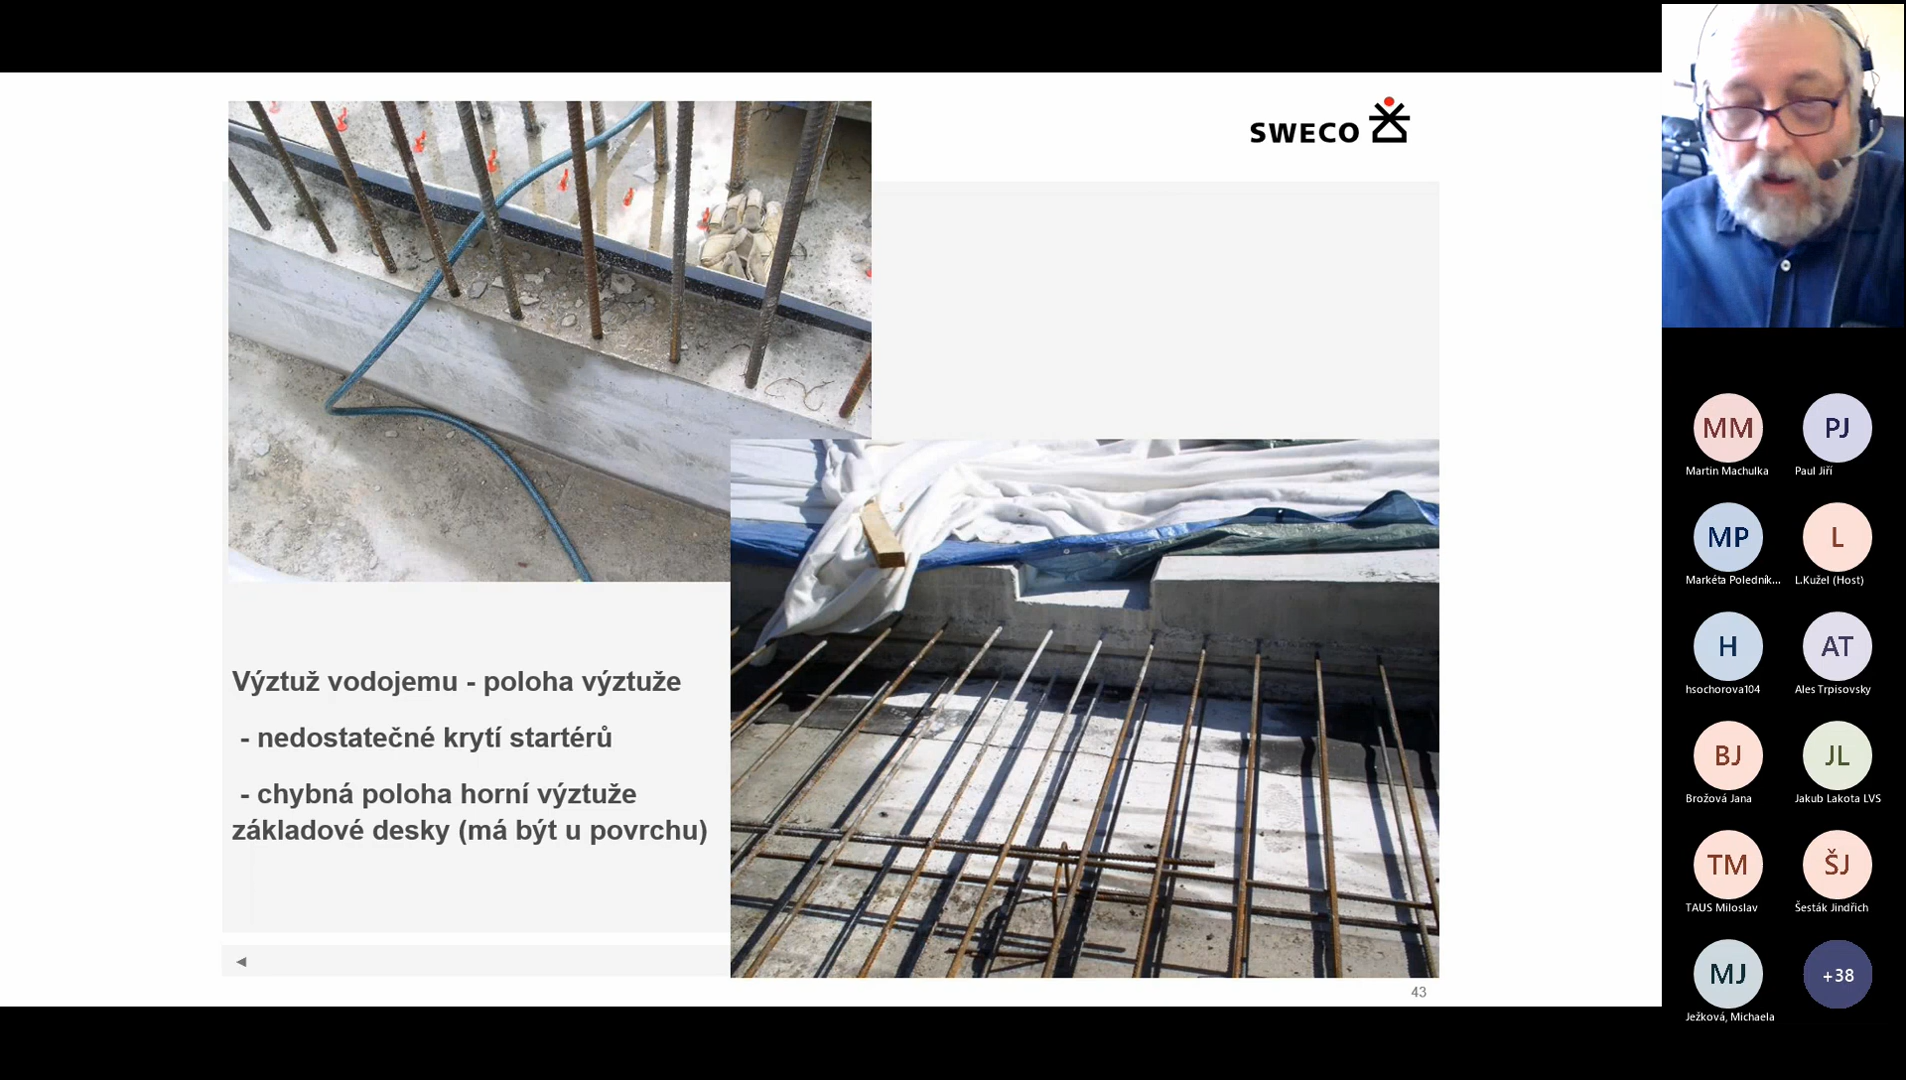 SWECO
Výztuž vodojemu - poloha výztuže
- nedostatečné krytí startérů
- chybná poloha horní výztuže
základové desky (má být u povrchu)
43
MM
PJ
Martin Machulka
Paul Jiří
MP
L
Markéta Poledník...
L.Kužel (Host)
H
AT
hsochorova104
Ales Trpisovsky
BJ
JL
Brožová Jana
Jakub Lakota LVS
TM
ŠJ
TAUS Miloslav
Šesták Jindřich
MJ
+38
Ježková, Michaela